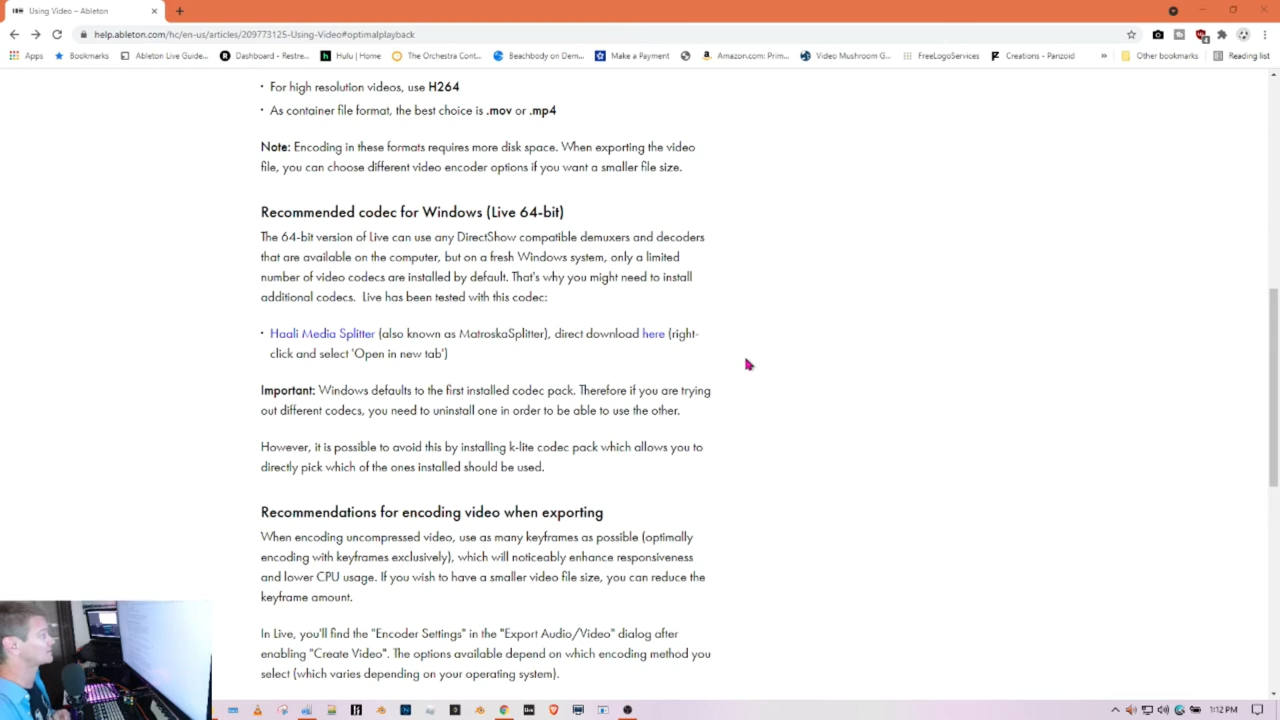 Using Video – Ableton
help.ableton.com/hc/en-us/articles/209773125-Using-Video#optimalplayback
Apps Bookmarks Ableton Live Guide... Dashboard - Restre... Hulu | Home The Orchestra Cont... Beachbody on Dem... Make a Payment Amazon.com: Prim... Video Mushroom G... FreeLogoServices Creations - Panzoid » Other bookmarks Reading list
• For high resolution videos, use H264
• As container file format, the best choice is .mov or .mp4
Note: Encoding in these formats requires more disk space. When exporting the video
file, you can choose different video encoder options if you want a smaller file size.
Recommended codec for Windows (Live 64-bit)
The 64-bit version of Live can use any DirectShow compatible demuxers and decoders
that are available on the computer, but on a fresh Windows system, only a limited
number of video codecs are installed by default. That's why you might need to install
additional codecs. Live has been tested with this codec:
• Haali Media Splitter (also known as MatroskaSplitter), direct download here (right-
click and select 'Open in new tab')
Important: Windows defaults to the first installed codec pack. Therefore if you are trying
out different codecs, you need to uninstall one in order to be able to use the other.
However, it is possible to avoid this by installing k-lite codec pack which allows you to
directly pick which of the ones installed should be used.
Recommendations for encoding video when exporting
When encoding uncompressed video, use as many keyframes as possible (optimally
encoding with keyframes exclusively), which will noticeably enhance responsiveness
and lower CPU usage. If you wish to have a smaller video file size, you can reduce the
keyframe amount.
In Live, you'll find the "Encoder Settings" in the "Export Audio/Video" dialog after
enabling "Create Video". The options available depend on which encoding method you
select (which varies depending on your operating system).
1:12 PM